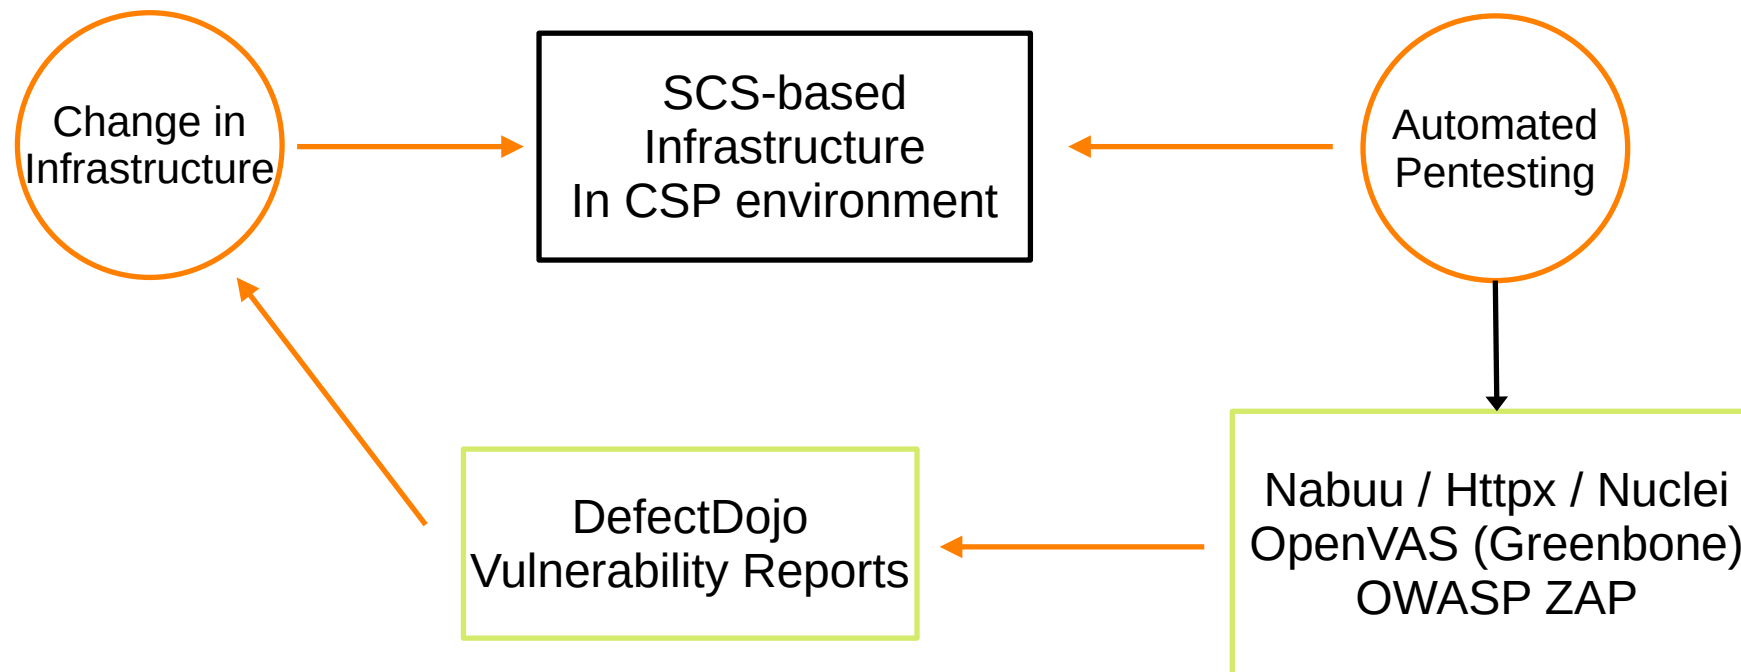 Change in
Infrastructure
SCS-based
Infrastructure
In CSP environment
Automated
Pentesting
DefectDojo
Vulnerability Reports
Nabuu / Httpx / Nuclei
OpenVAS (Greenbone)
OWASP ZAP